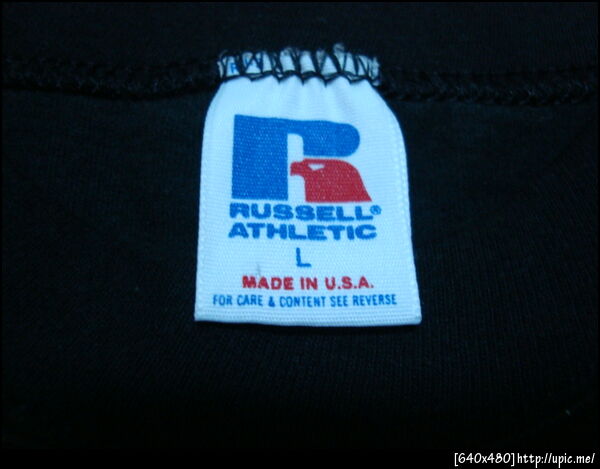 RUSSELL®
ATHLETIC
L
MADE IN U.S.A.
FOR CARE & CONTENT SEE REVERSE
[640x480]http://upic.me/